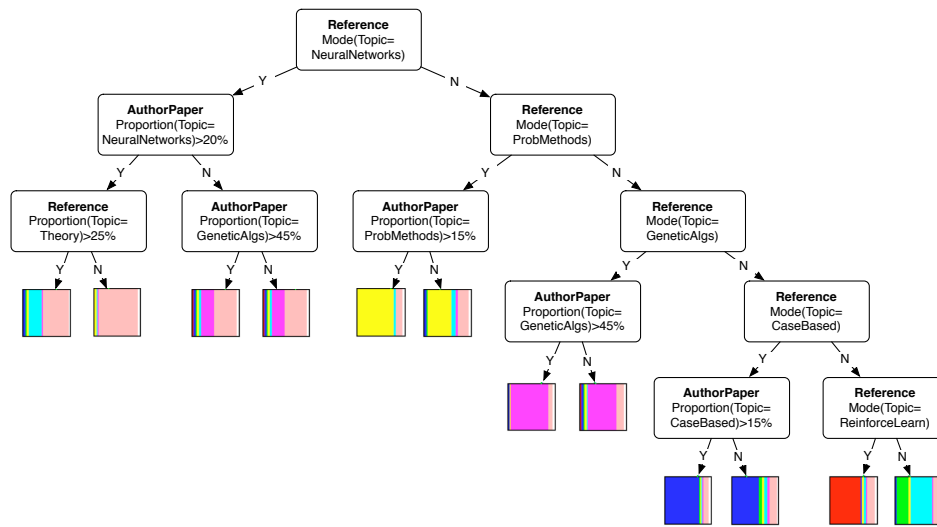 Reference
Mode(Topic=
NeuralNetworks)
Y
N
AuthorPaper
Proportion(Topic=
NeuralNetworks)>20%
Reference
Mode(Topic=
ProbMethods)
Y
N
Y
N
Reference
Proportion(Topic=
Theory)>25%
AuthorPaper
Proportion(Topic=
GeneticAlgs)>45%
AuthorPaper
Proportion(Topic=
ProbMethods)>15%
Reference
Mode(Topic=
GeneticAlgs)
Y
N
Y
N
Y
N
Y
N
AuthorPaper
Proportion(Topic=
GeneticAlgs)>45%
Reference
Mode(Topic=
CaseBased)
Y
N
Y
N
AuthorPaper
Proportion(Topic=
CaseBased)>15%
Reference
Mode(Topic=
ReinforceLearn)
Y
N
Y
N